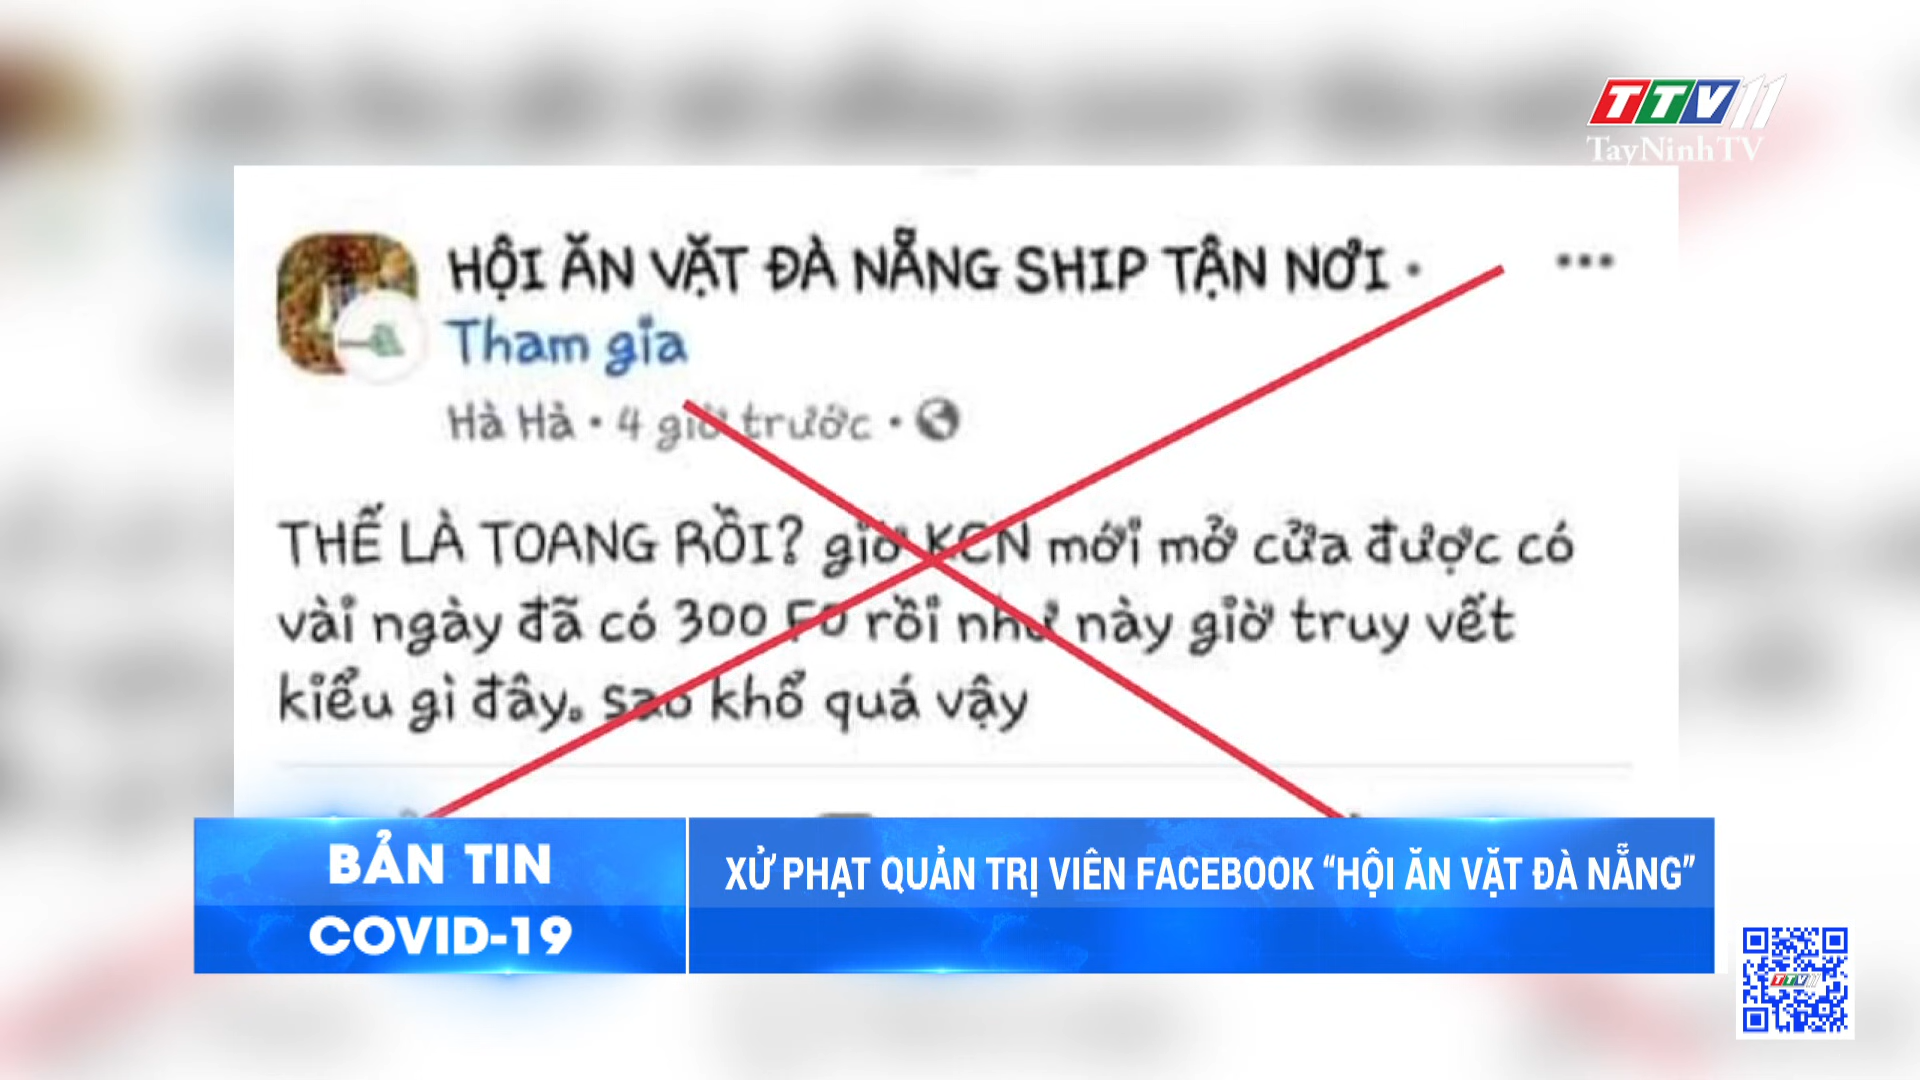 TTV11
TayNinhTV
HỘI ĂN VẶT ĐÀ NẴNG SHIP TẬN NƠI •
Tham gia
Hà Hà • 4 giờ trước •
THẾ LÀ TOANG RỒI? giờ KCN mới mở cửa được có
vài ngày đã có 300 F0 rồi như này giờ truy vết
kiểu gì đây. sao khổ quá vậy
BẢN TIN
COVID-19
XỬ PHẠT QUẢN TRỊ VIÊN FACEBOOK “HỘI ĂN VẶT ĐÀ NẴNG”
TTV11